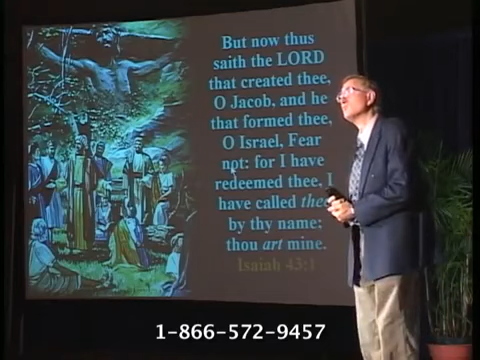 But now thus
saith the LORD
that created thee,
O Jacob, and he
that formed thee,
O Israel, Fear
not: for I have
redeemed thee, I
have called thee
by thy name;
thou art mine.
Isaiah 43:1
1-866-572-9457